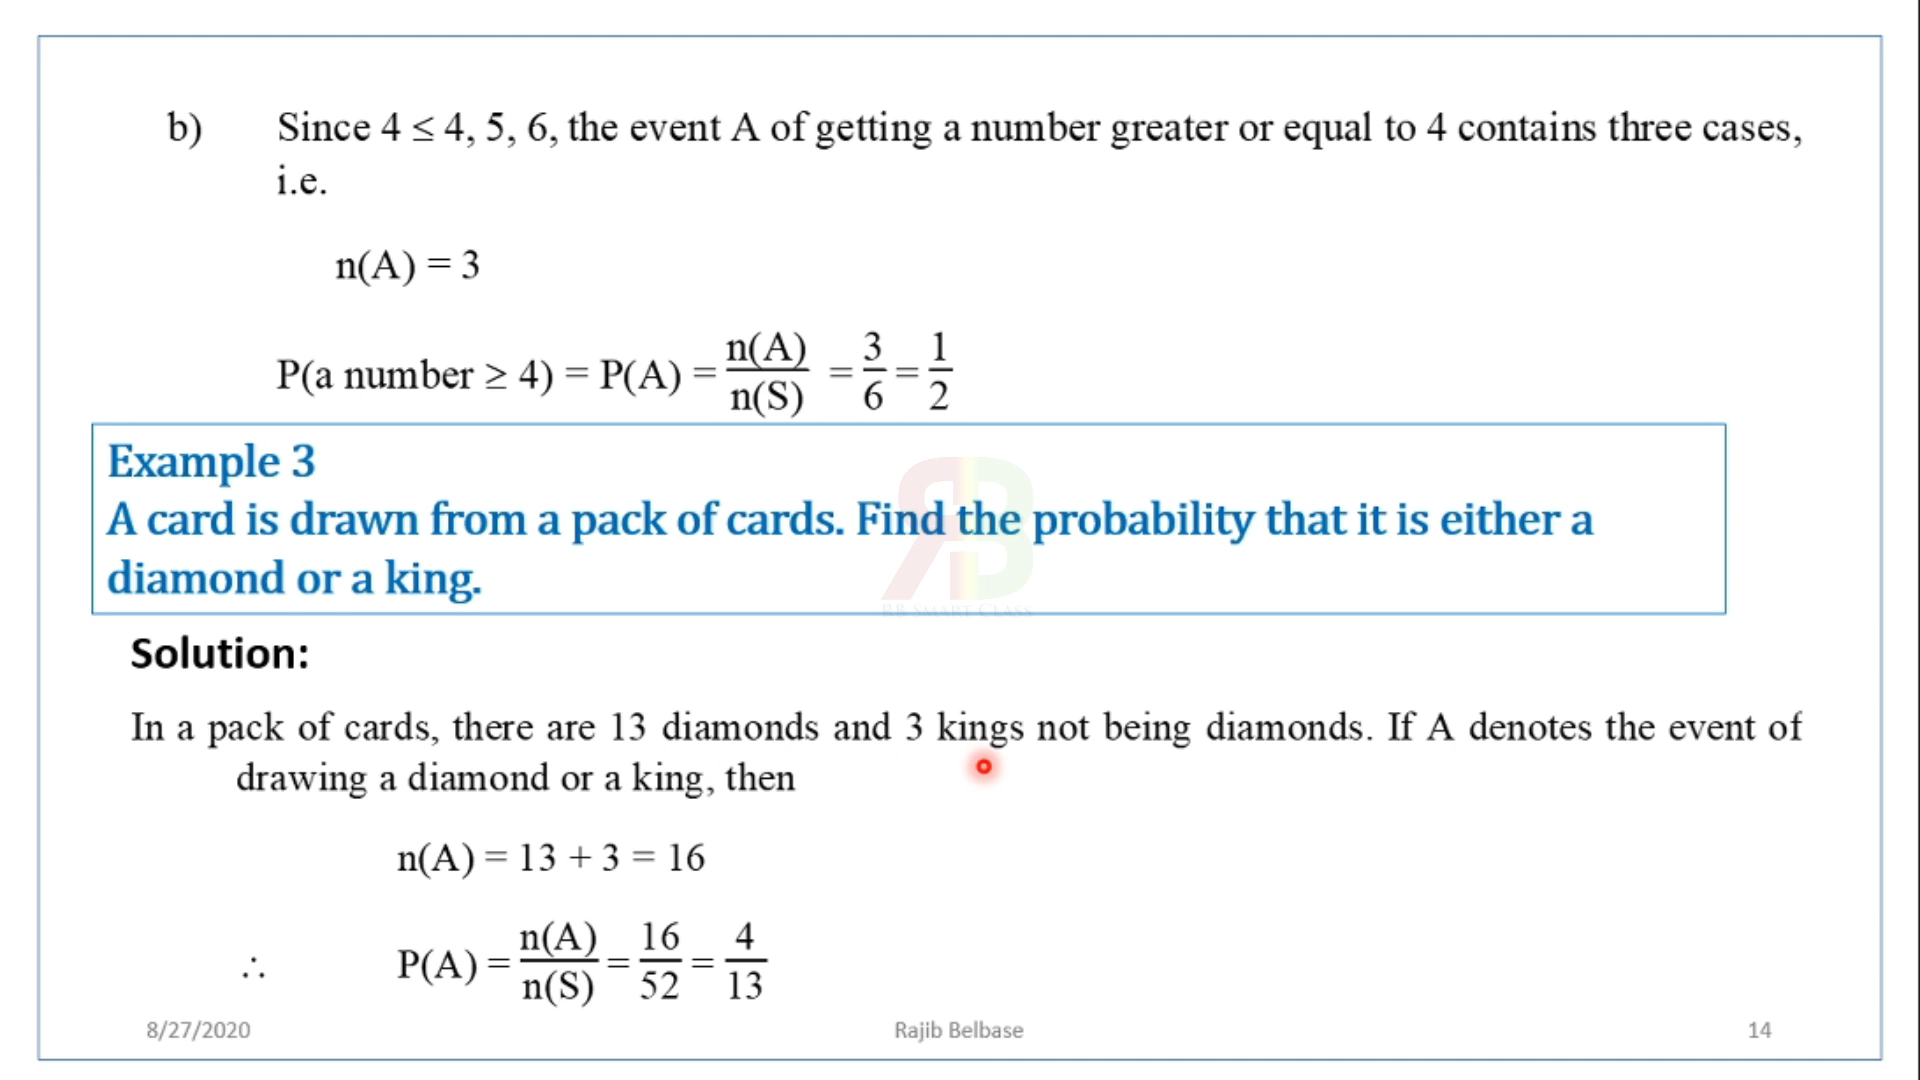 b) Since 4 ≤ 4, 5, 6, the event A of getting a number greater or equal to 4 contains three cases,
i.e.
n(A) = 3
P(a number ≥ 4) = P(A) = n(A)/n(S) = 3/6 = 1/2
Example 3
A card is drawn from a pack of cards. Find the probability that it is either a
diamond or a king.
RB SMART CLASS
Solution:
In a pack of cards, there are 13 diamonds and 3 kings not being diamonds. If A denotes the event of
drawing a diamond or a king, then
n(A) = 13 + 3 = 16
∴ P(A) = n(A)/n(S) = 16/52 = 4/13
8/27/2020 Rajib Belbase 14